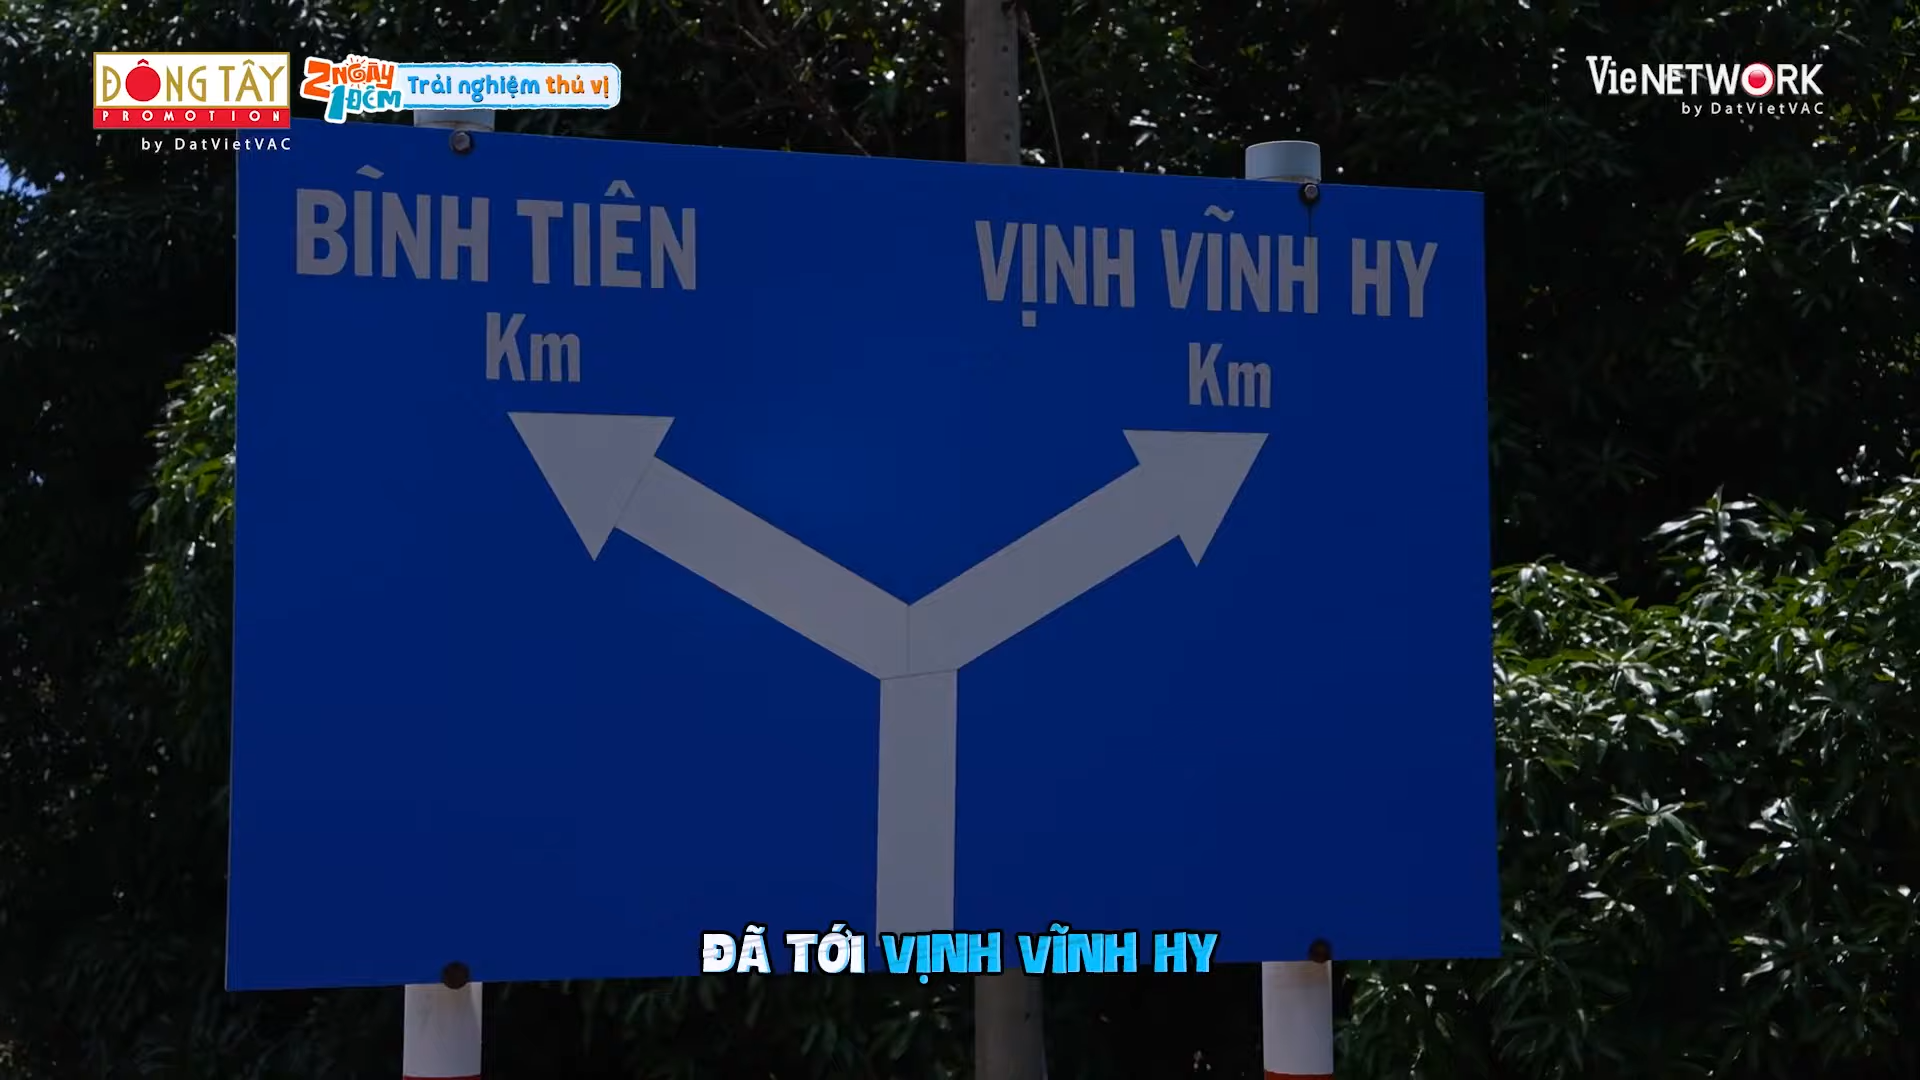 ĐÔNG TÂY
PROMOTION
by DatVietVAC
2 NGÀY 1 ĐÊM
Trải nghiệm thú vị
VieNETWORK
by DatVietVAC
BÌNH TIÊN
Km
VỊNH VĨNH HY
Km
ĐÃ TỚI VỊNH VĨNH HY